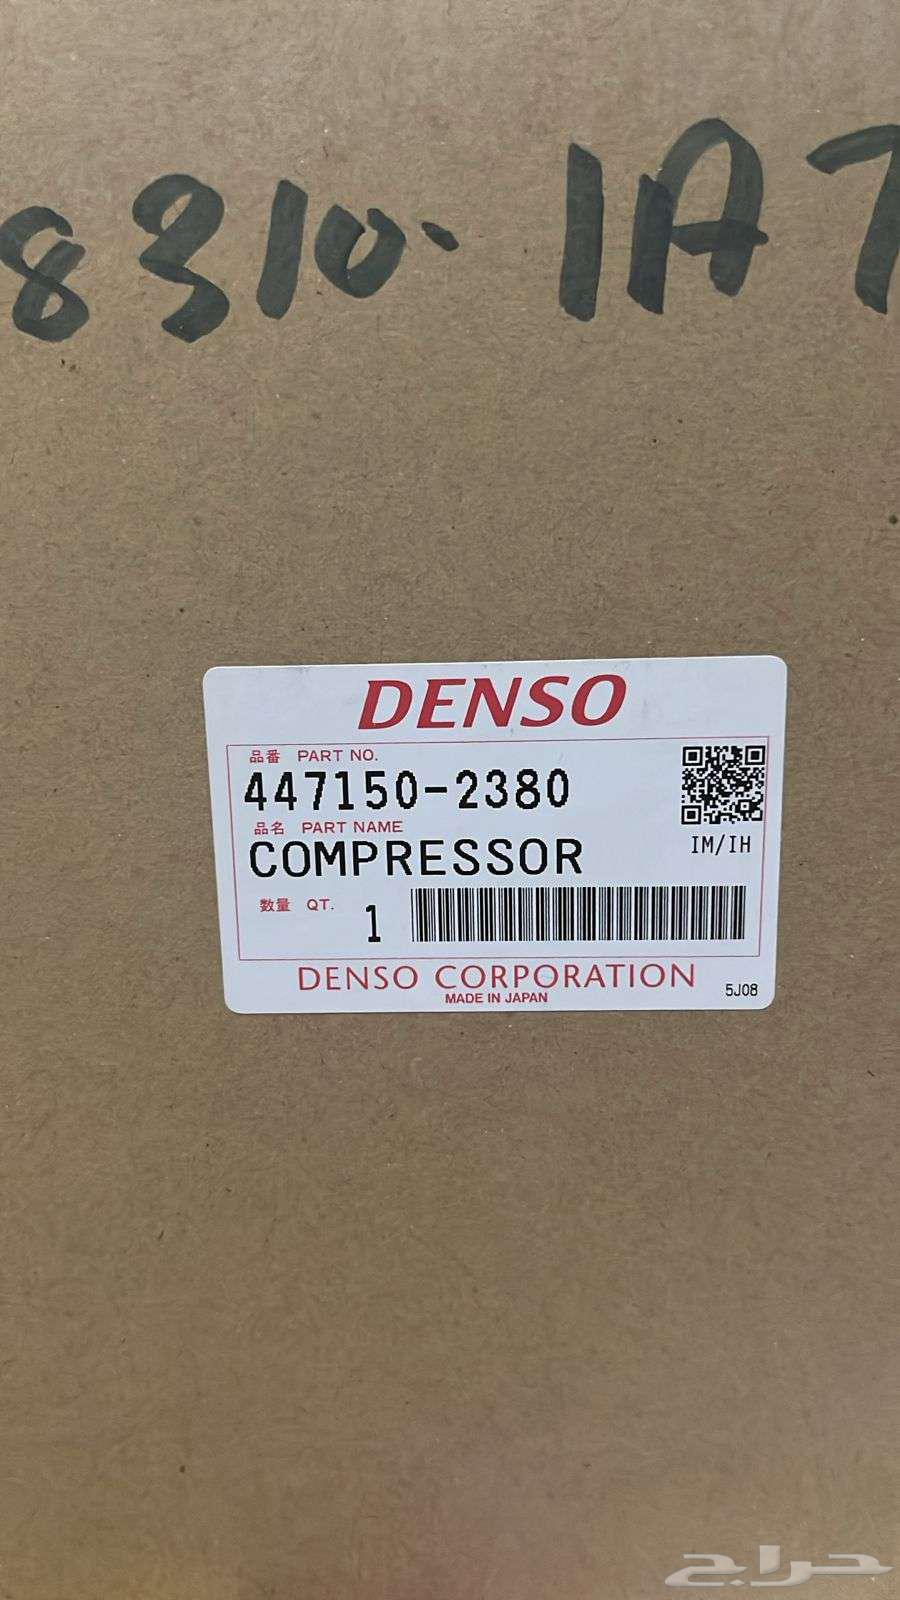 8310-1A7
DENSO
品番 PART NO.
447150-2380
品名 PART NAME
COMPRESSOR
IM/IH
数量 QT. 1
DENSO CORPORATION
MADE IN JAPAN
5J08
حراج